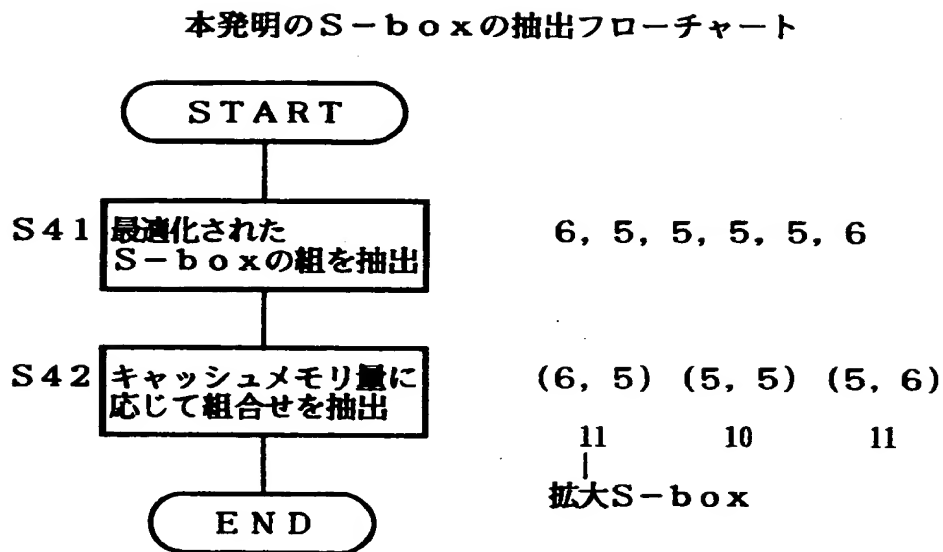 本発明のS-boxの抽出フローチャート
START
S41 最適化された
S-boxの組を抽出
6, 5, 5, 5, 5, 6
S42 キャッシュメモリ量に
応じて組合せを抽出
(6, 5) (5, 5) (5, 6)
11 10 11
拡大S-box
END